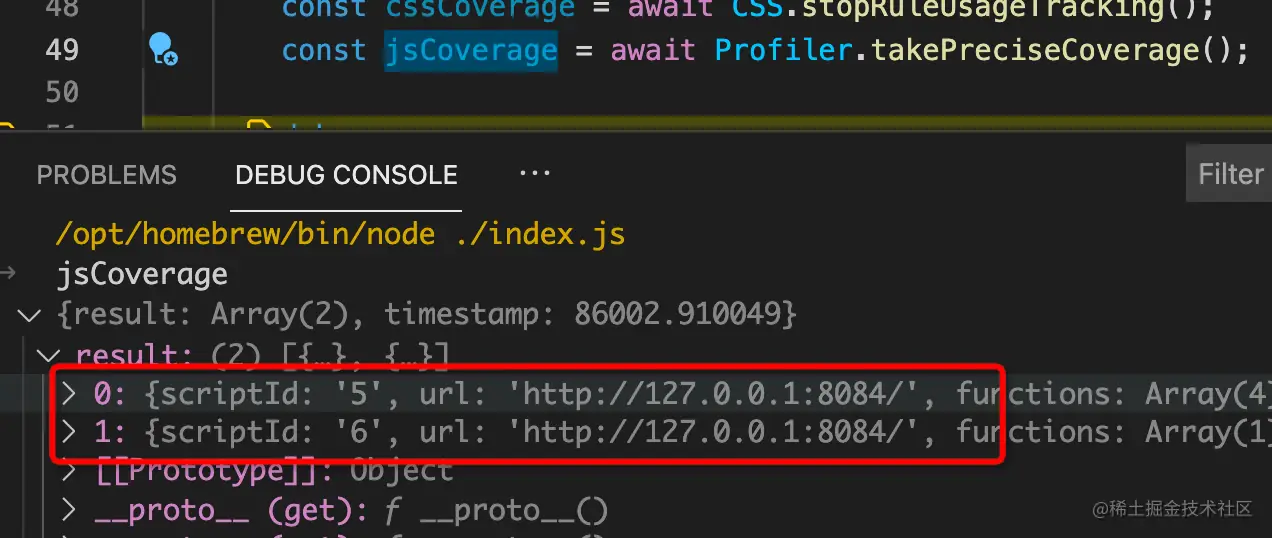 48 const cssCoverage = await CSS.stopRuleUsageTracking();
49 const jsCoverage = await Profiler.takePreciseCoverage();
50
51
PROBLEMS DEBUG CONSOLE ... Filter
/opt/homebrew/bin/node ./index.js
jsCoverage
{result: Array(2), timestamp: 86002.910049}
result: (2) [{…}, {…}]
0: {scriptId: '5', url: 'http://127.0.0.1:8084/', functions: Array(4
1: {scriptId: '6', url: 'http://127.0.0.1:8084/', functions: Array(1
[[Prototype]]: Object
__proto__ (get): ƒ __proto__()
@稀土掘金技术社区